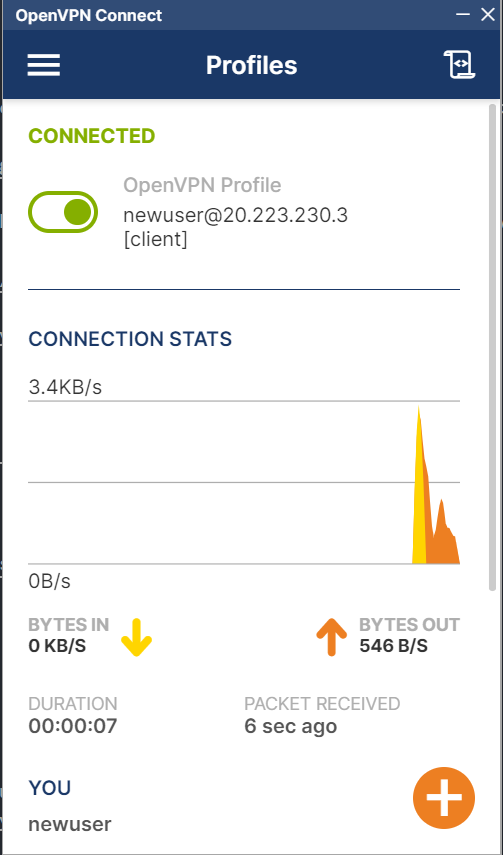 OpenVPN Connect
Profiles
CONNECTED
OpenVPN Profile
newuser@20.223.230.3
[client]
CONNECTION STATS
3.4KB/s
0B/s
BYTES IN
0 KB/S
BYTES OUT
546 B/S
DURATION
00:00:07
PACKET RECEIVED
6 sec ago
YOU
newuser